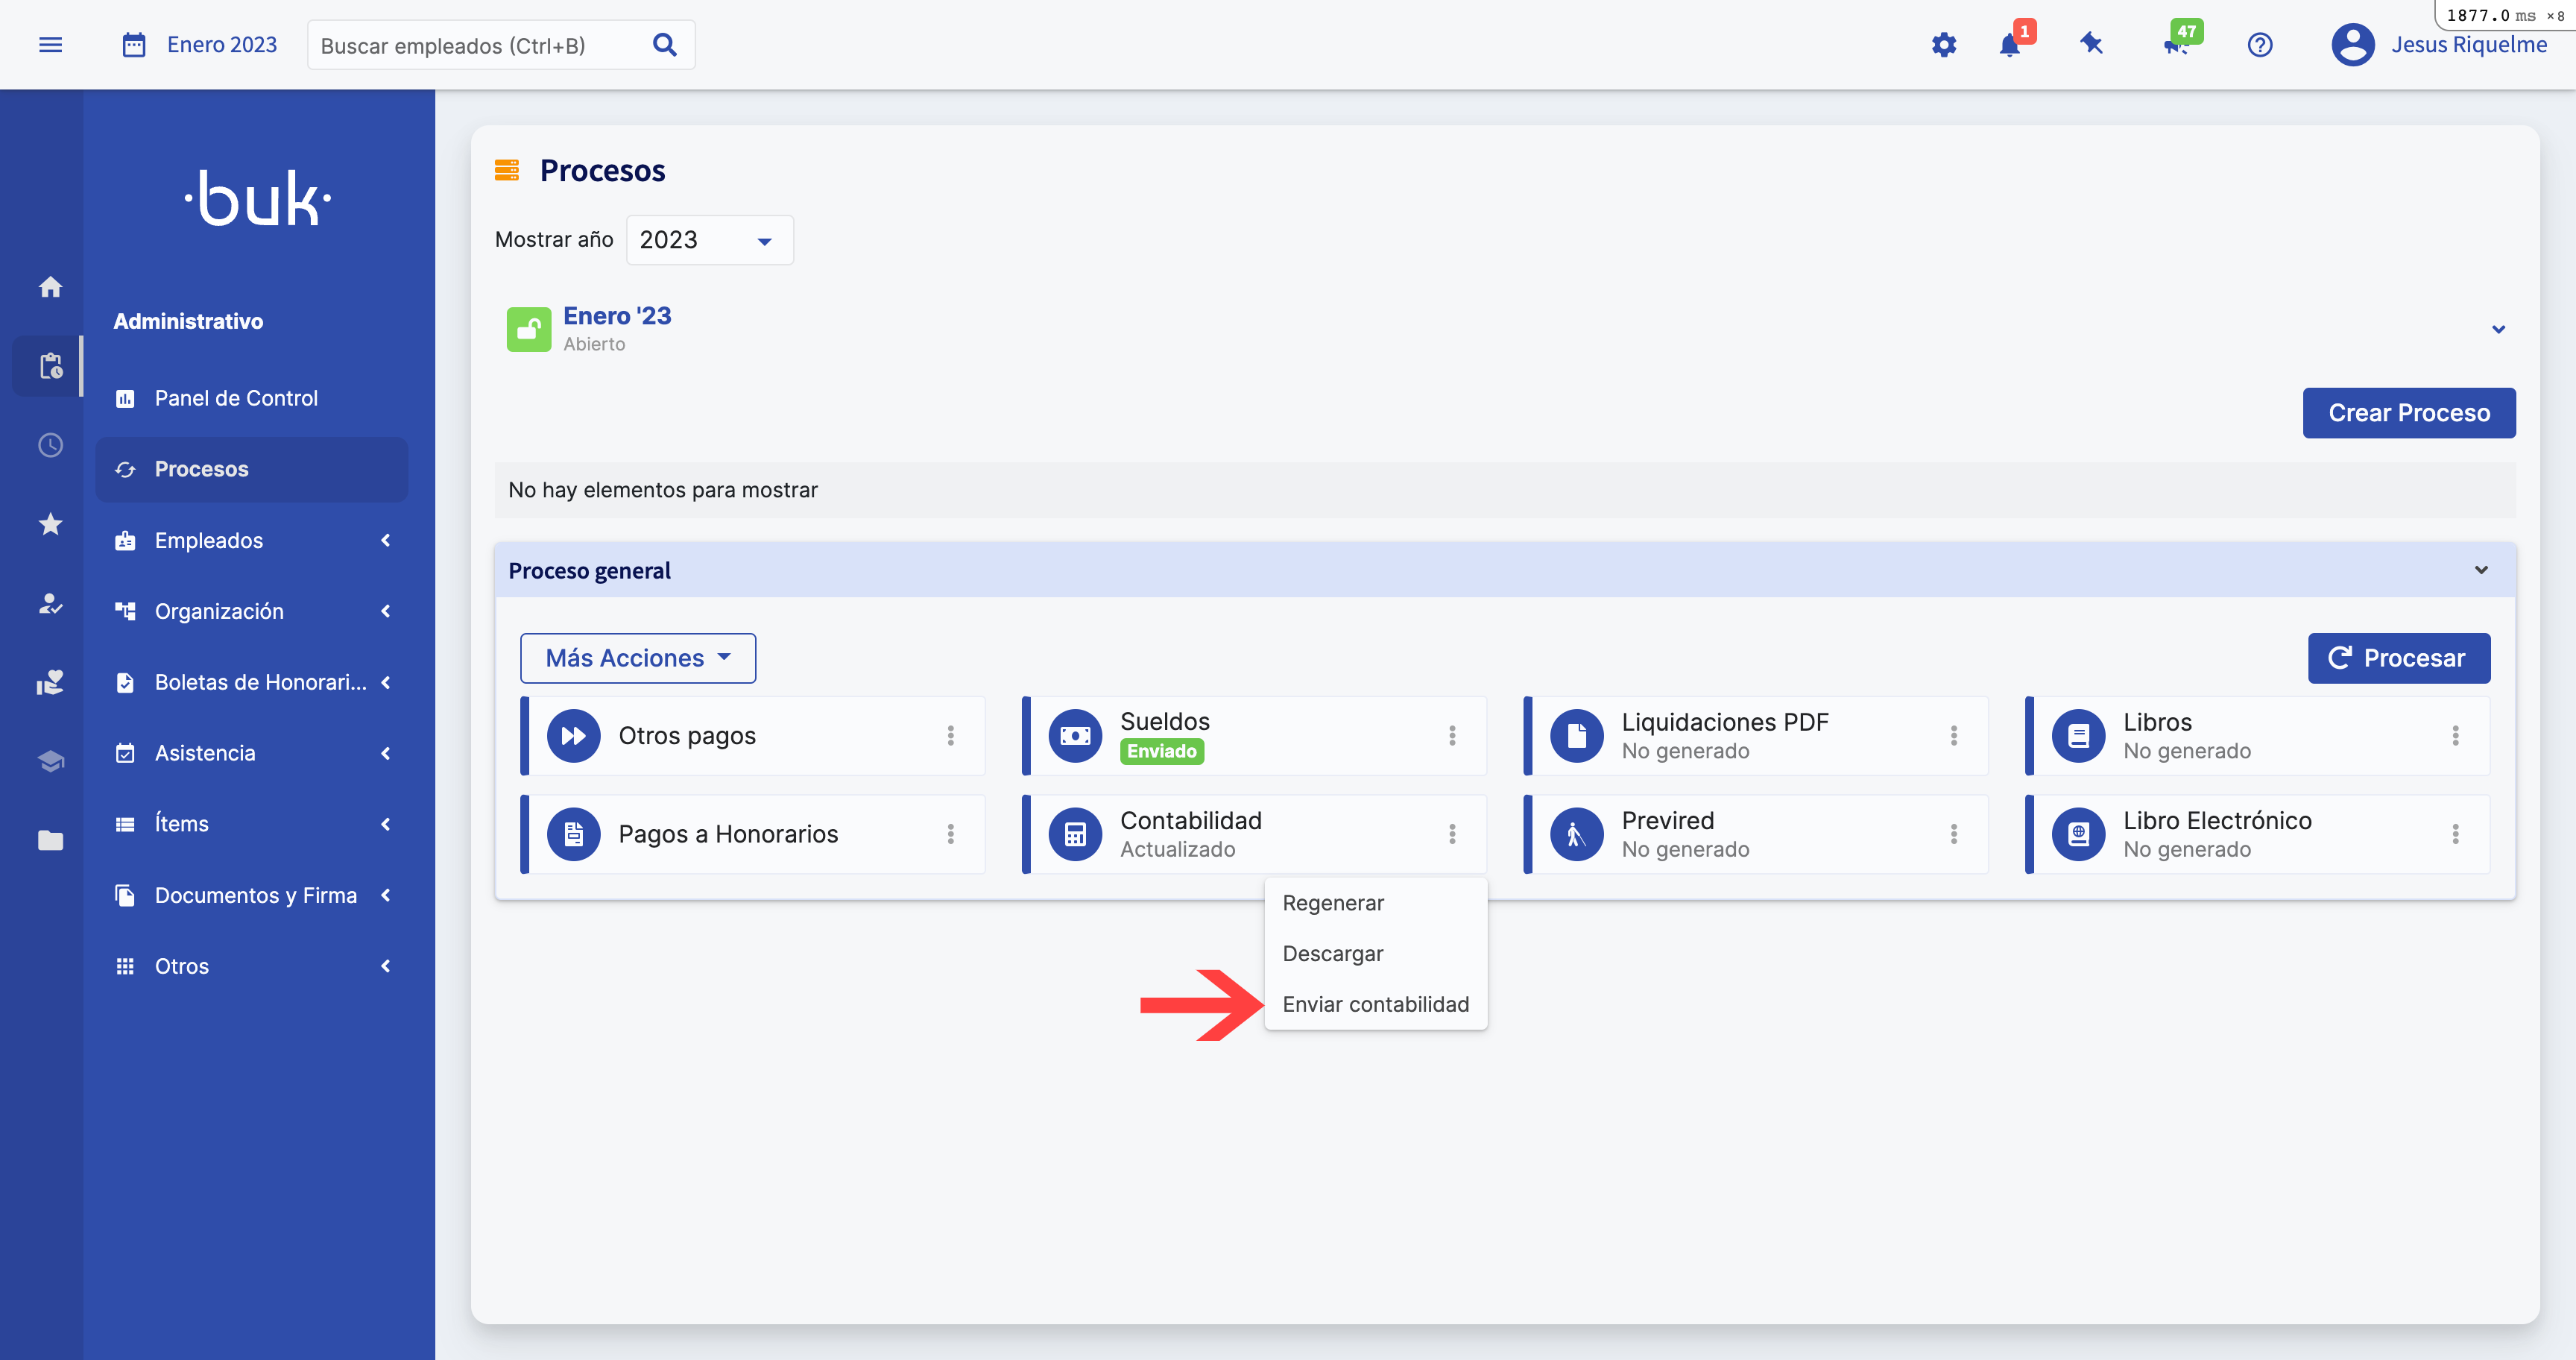 Enero 2023
Buscar empleados (Ctrl+B)
1
47
1877.0 ms ×8
Jesus Riquelme
·buk·
Administrativo
Panel de Control
Procesos
Empleados
Organización
Boletas de Honorari...
Asistencia
Ítems
Documentos y Firma
Otros
Procesos
Mostrar año 2023
Enero '23
Abierto
Crear Proceso
No hay elementos para mostrar
Proceso general
Más Acciones
Procesar
Otros pagos
Sueldos
Enviado
Liquidaciones PDF
No generado
Libros
No generado
Pagos a Honorarios
Contabilidad
Actualizado
Previred
No generado
Libro Electrónico
No generado
Regenerar
Descargar
Enviar contabilidad